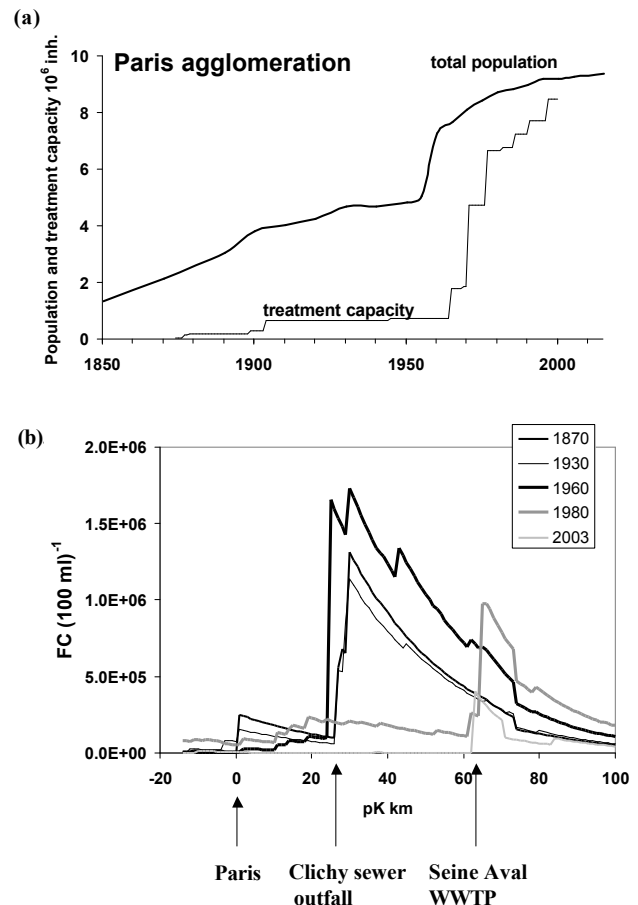 (a)
Population and treatment capacity 10⁶ inh.
10
8
6
4
2
0
Paris agglomeration
total population
treatment capacity
1850
1900
1950
2000
(b)
FC (100 ml)⁻¹
2.0E+06
1.5E+06
1.0E+06
5.0E+05
0.0E+00
1870
1930
1960
1980
2003
-20
0
20
40
60
80
100
pK km
Paris
Clichy sewer
outfall
Seine Aval
WWTP